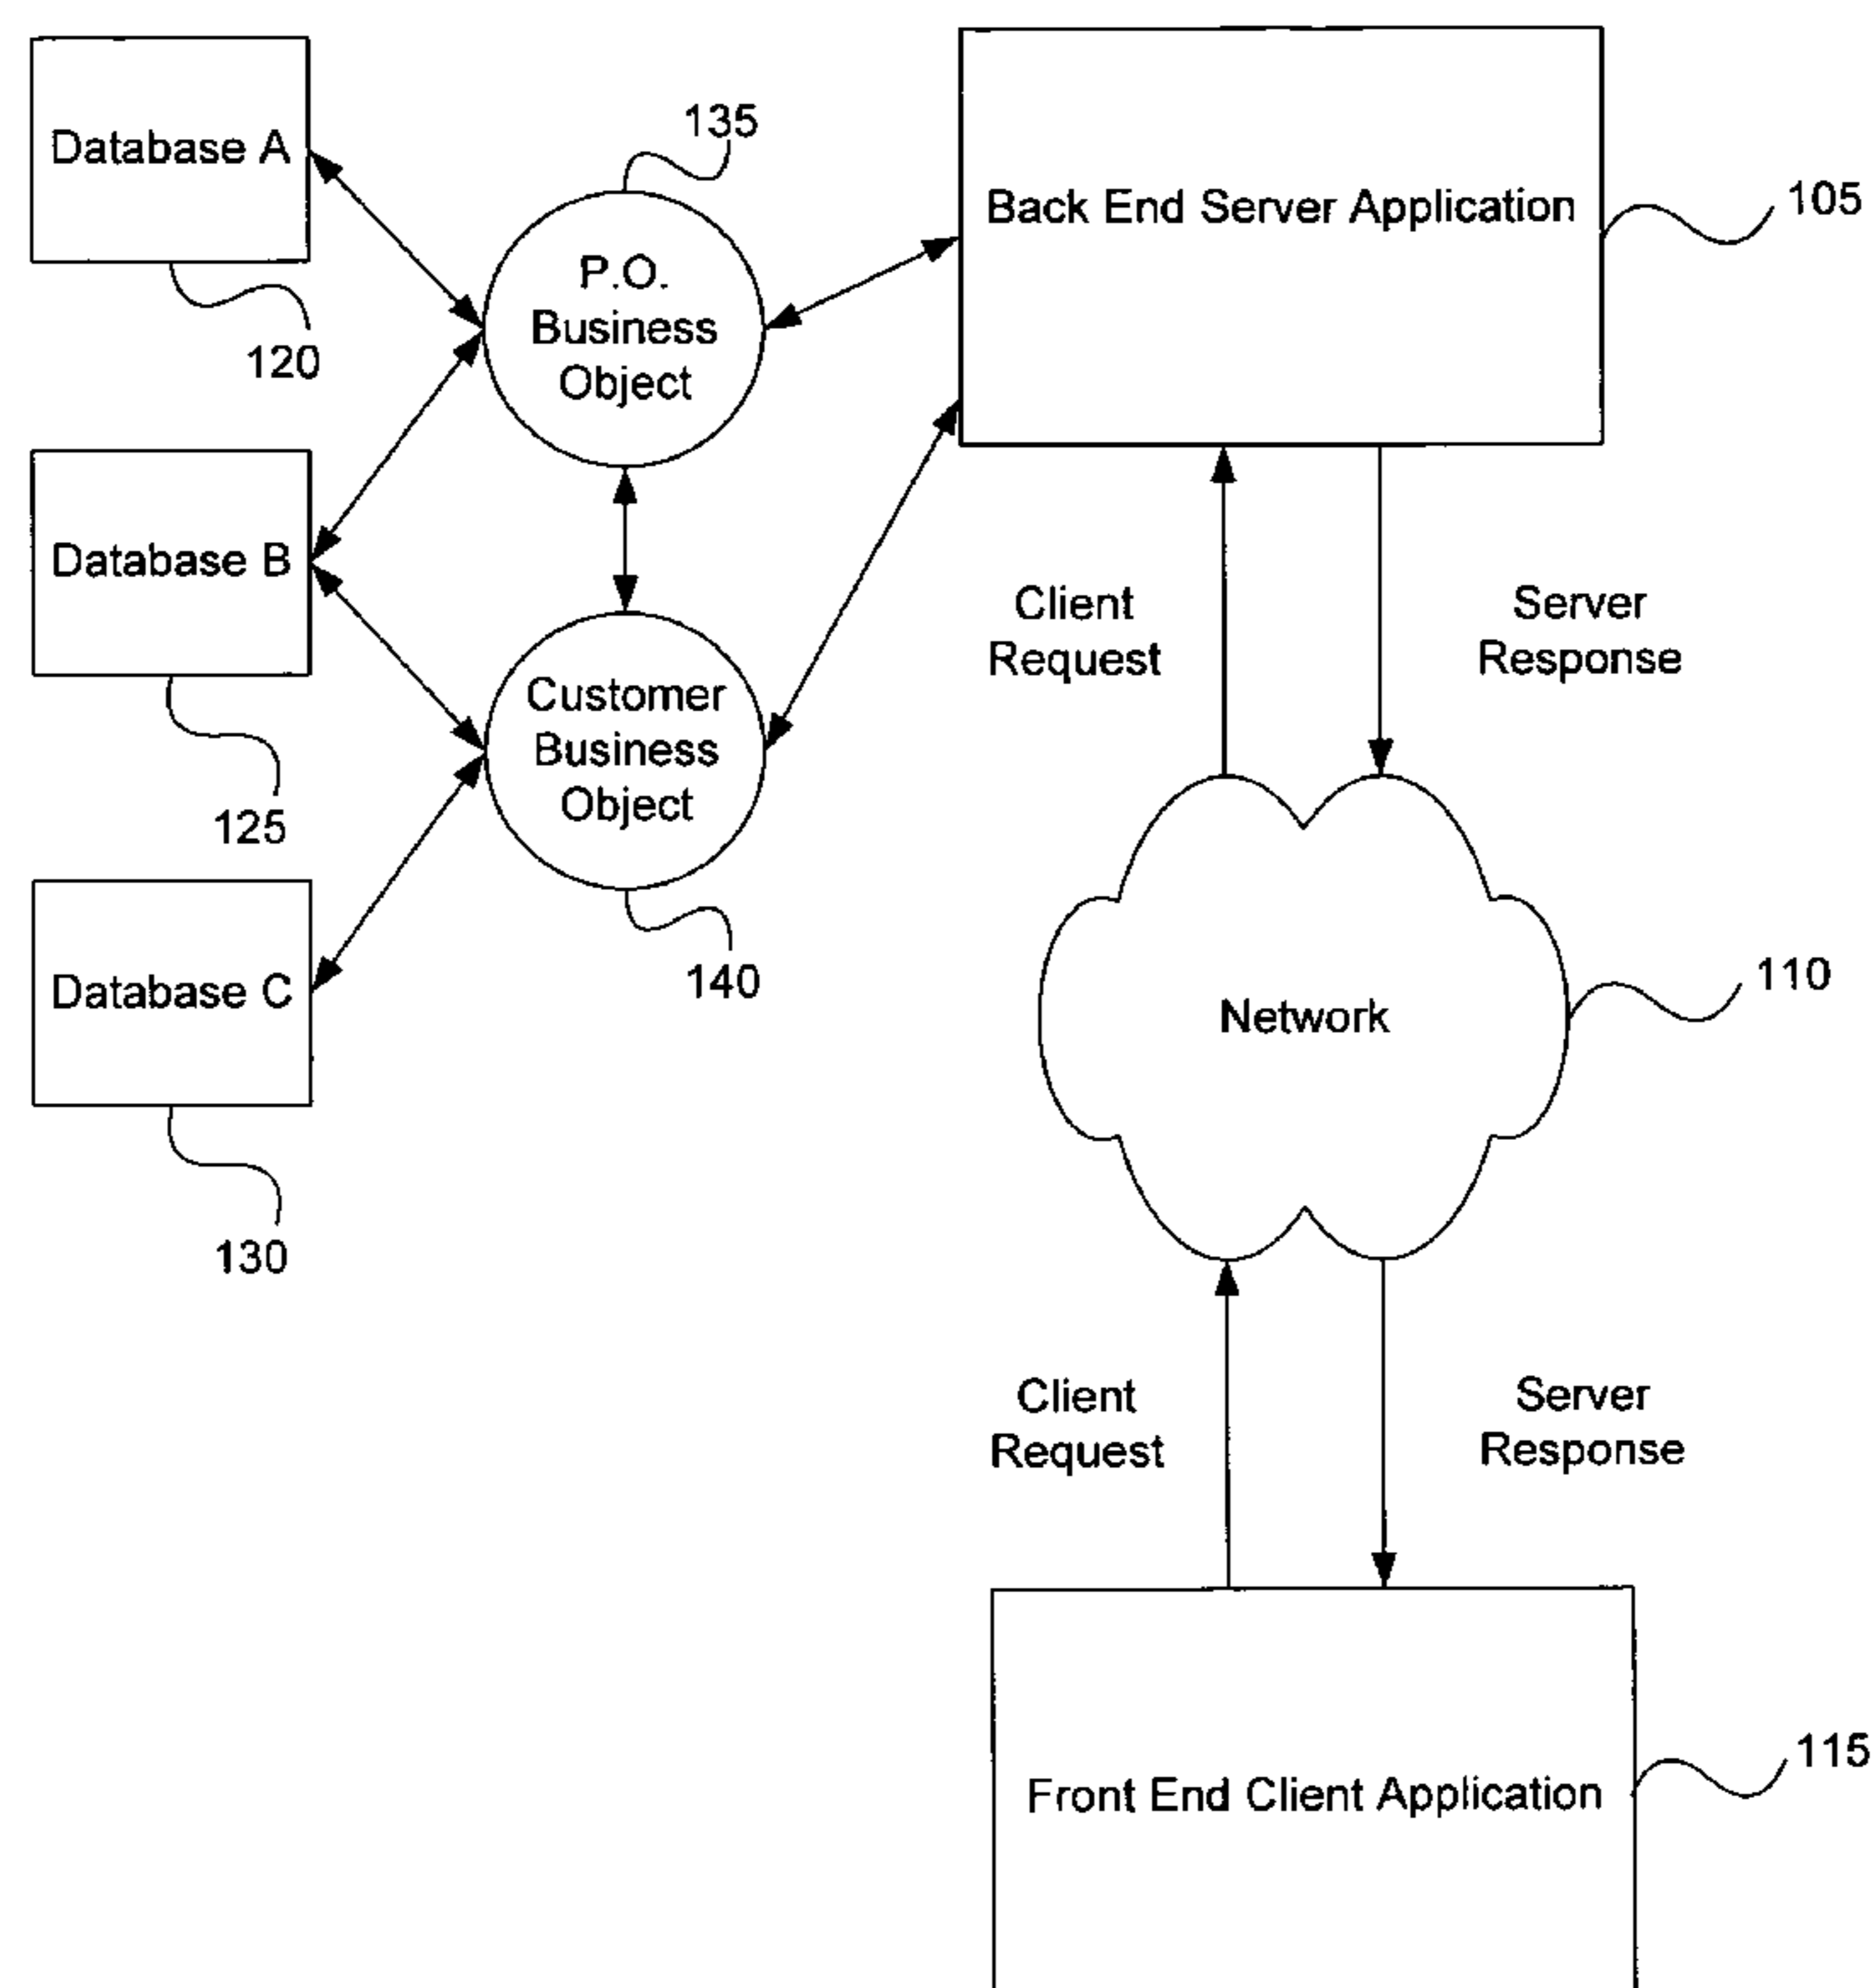 Database A
120
Database B
125
Database C
130
135
P.O.
Business
Object
Customer
Business
Object
140
Back End Server Application
105
Client
Request
Server
Response
Network
110
Client
Request
Server
Response
Front End Client Application
115